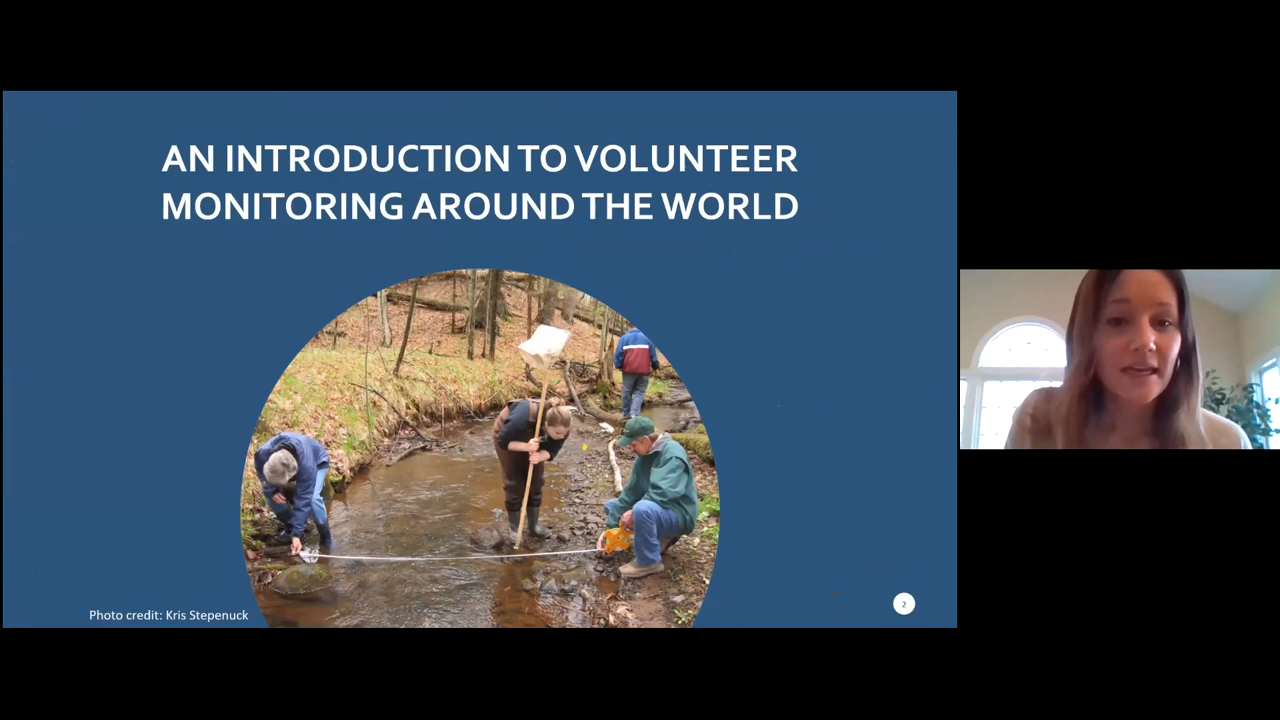 AN INTRODUCTION TO VOLUNTEER
MONITORING AROUND THE WORLD
Photo credit: Kris Stepenuck
2